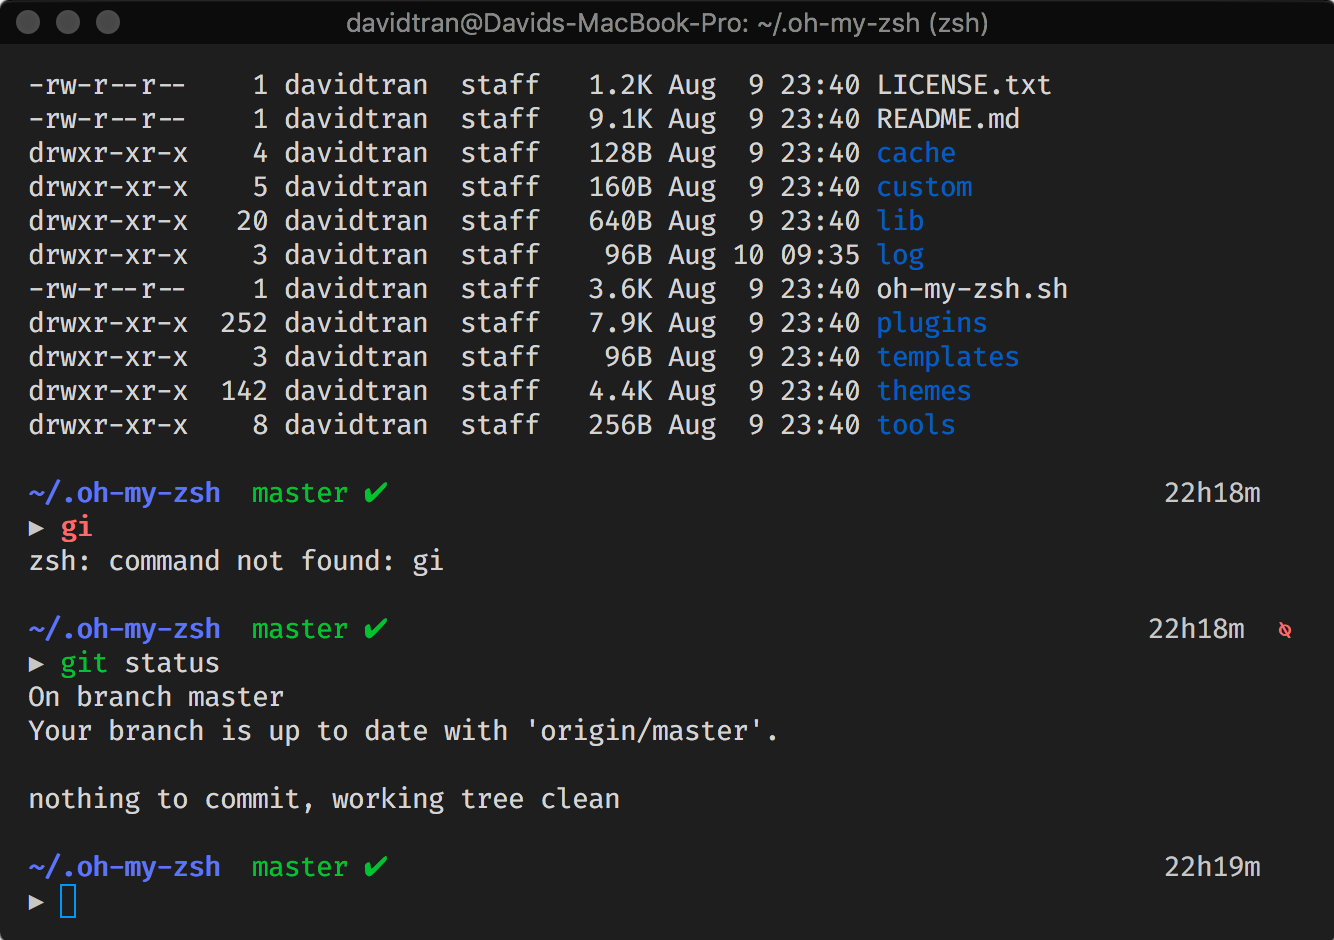 davidtran@Davids-MacBook-Pro: ~/.oh-my-zsh (zsh)
-rw-r--r--    1 davidtran  staff   1.2K Aug  9 23:40 LICENSE.txt
-rw-r--r--    1 davidtran  staff   9.1K Aug  9 23:40 README.md
drwxr-xr-x    4 davidtran  staff   128B Aug  9 23:40 cache
drwxr-xr-x    5 davidtran  staff   160B Aug  9 23:40 custom
drwxr-xr-x   20 davidtran  staff   640B Aug  9 23:40 lib
drwxr-xr-x    3 davidtran  staff    96B Aug 10 09:35 log
-rw-r--r--    1 davidtran  staff   3.6K Aug  9 23:40 oh-my-zsh.sh
drwxr-xr-x  252 davidtran  staff   7.9K Aug  9 23:40 plugins
drwxr-xr-x    3 davidtran  staff    96B Aug  9 23:40 templates
drwxr-xr-x  142 davidtran  staff   4.4K Aug  9 23:40 themes
drwxr-xr-x    8 davidtran  staff   256B Aug  9 23:40 tools
~/.oh-my-zsh  master ✔ 22h18m
▶ gi
zsh: command not found: gi
~/.oh-my-zsh  master ✔ 22h18m
▶ git status
On branch master
Your branch is up to date with 'origin/master'.
nothing to commit, working tree clean
~/.oh-my-zsh  master ✔ 22h19m
▶